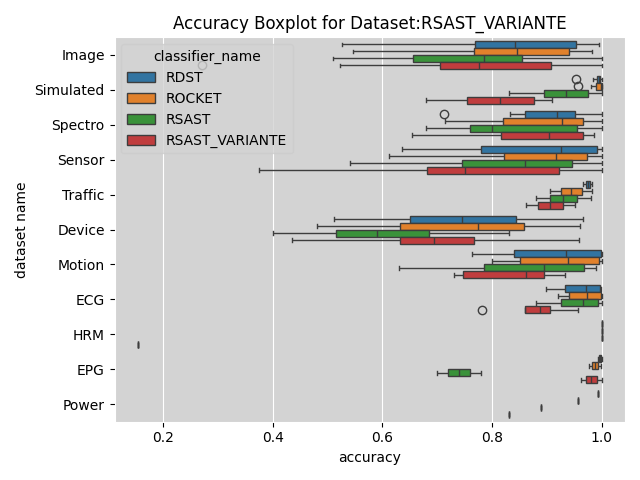 Accuracy Boxplot for Dataset:RSAST_VARIANTE
classifier_name
RDST
ROCKET
RSAST
RSAST_VARIANTE
dataset name
Image
Simulated
Spectro
Sensor
Traffic
Device
Motion
ECG
HRM
EPG
Power
0.2 0.4 0.6 0.8 1.0
accuracy